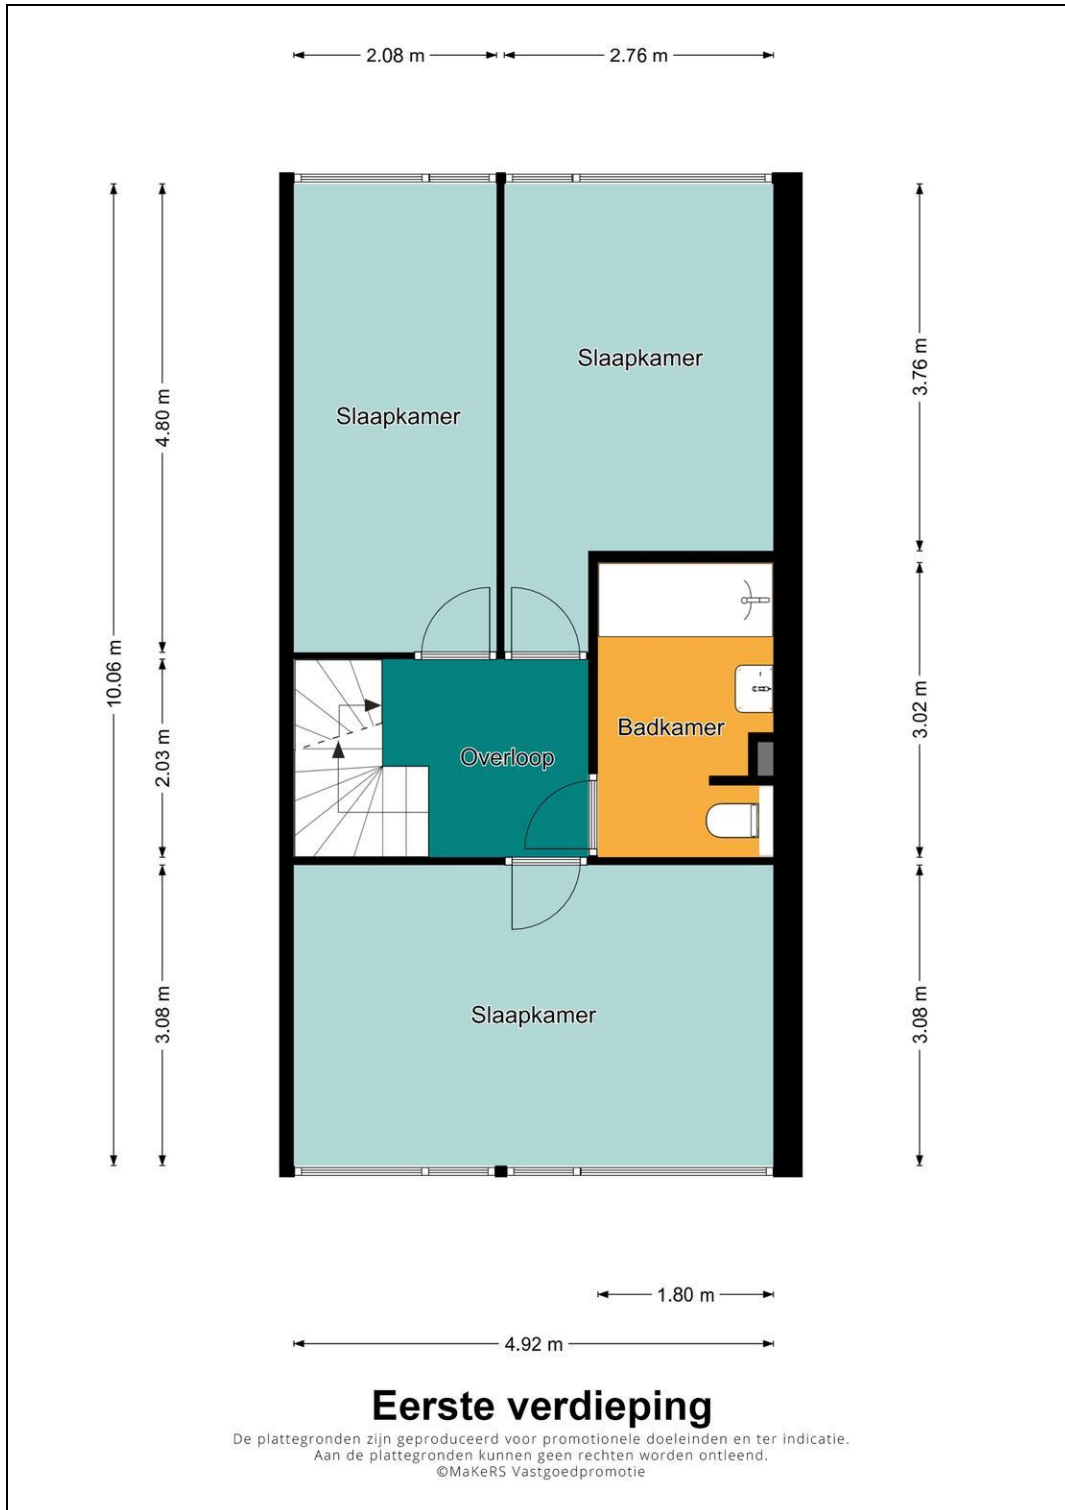 2.08 m
2.76 m
Slaapkamer
Slaapkamer
4.80 m
3.76 m
10.06 m
2.03 m
3.02 m
Badkamer
Overloop
3.08 m
3.08 m
Slaapkamer
1.80 m
4.92 m
Eerste verdieping
De plattegronden zijn geproduceerd voor promotionele doeleinden en ter indicatie.
Aan de plattegronden kunnen geen rechten worden ontleend.
©MaKeRS Vastgoedpromotie